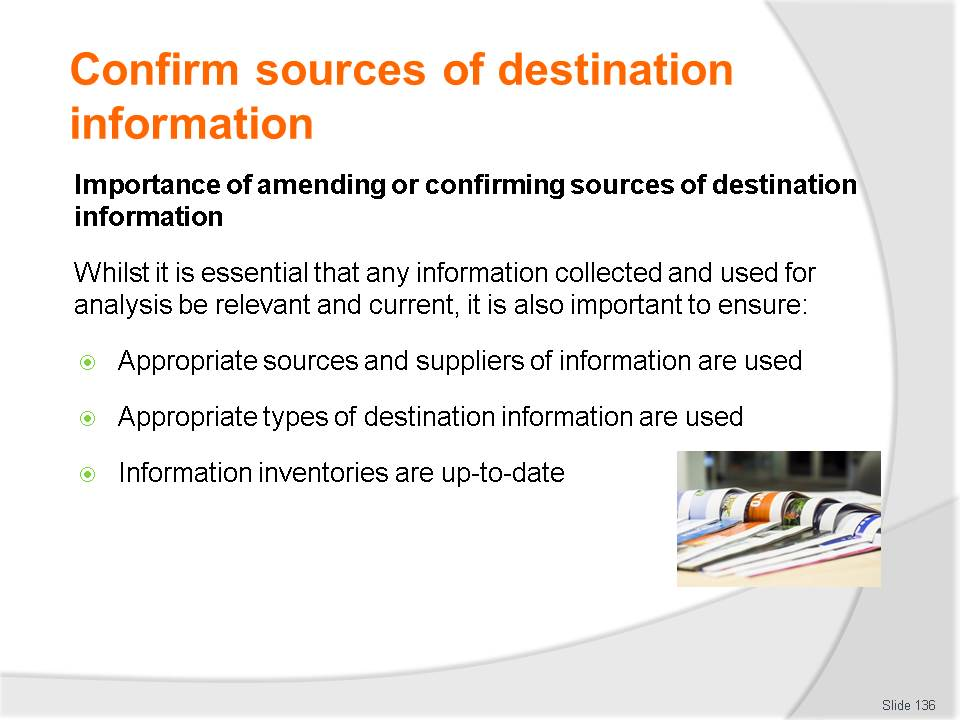 Confirm sources of destination
information
Importance of amending or confirming sources of destination
information
Whilst it is essential that any information collected and used for
analysis be relevant and current, it is also important to ensure:
Appropriate sources and suppliers of information are used
Appropriate types of destination information are used
Information inventories are up-to-date
Slide 136